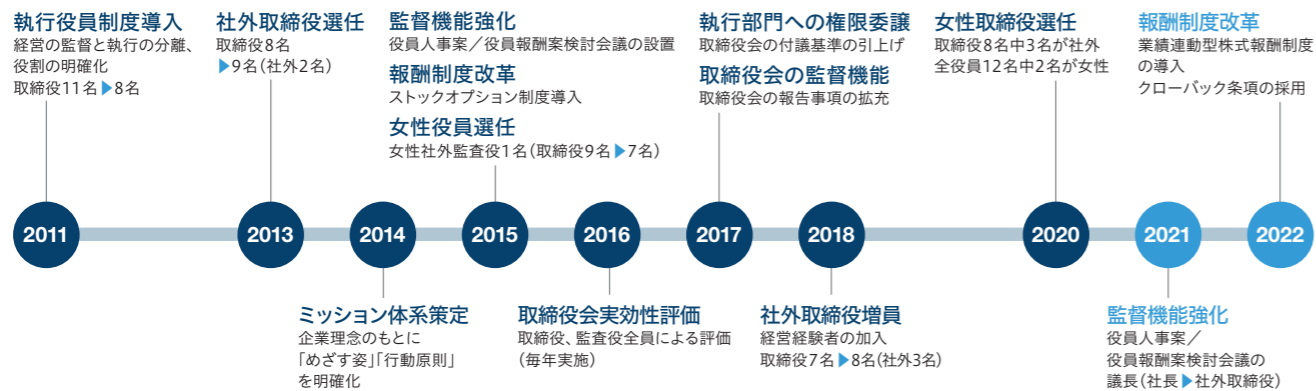 執行役員制度導入
経営の監督と執行の分離、
役割の明確化
取締役11名▶8名
社外取締役選任
取締役8名
▶9名(社外2名)
監督機能強化
役員人事案／役員報酬案検討会議の設置
報酬制度改革
ストックオプション制度導入
女性役員選任
女性社外監査役1名(取締役9名▶7名)
執行部門への権限委譲
取締役会の付議基準の引上げ
取締役会の監督機能
取締役会の報告事項の拡充
女性取締役選任
取締役8名中3名が社外
全役員12名中2名が女性
報酬制度改革
業績連動型株式報酬制度
の導入
クローバック条項の採用
2011
2013
2014
2015
2016
2017
2018
2020
2021
2022
ミッション体系策定
企業理念のもとに
「めざす姿」「行動原則」
を明確化
取締役会実効性評価
取締役、監査役全員による評価
(毎年実施)
社外取締役増員
経営経験者の加入
取締役7名▶8名(社外3名)
監督機能強化
役員人事案／
役員報酬案検討会議の
議長(社長▶社外取締役)